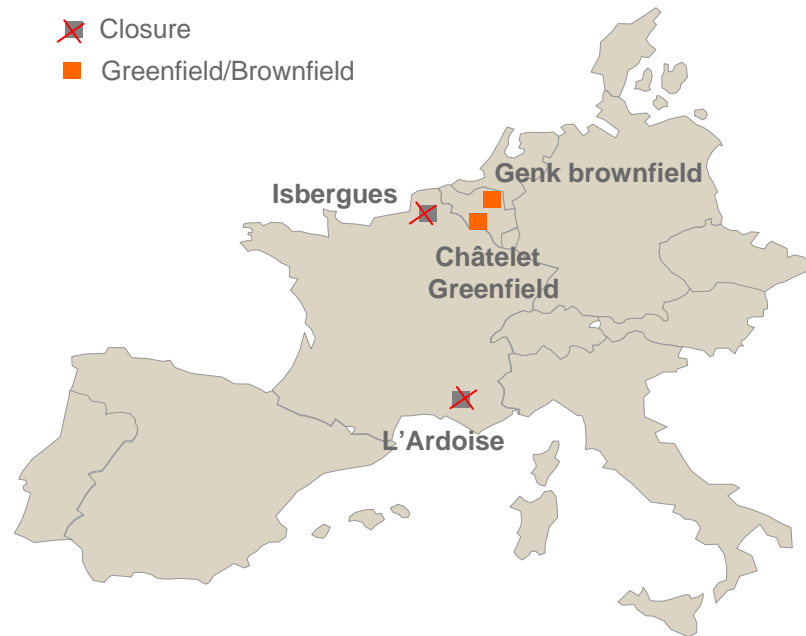 Closure
Greenfield/Brownfield
Genk brownfield
Isbergues
Châtelet
Greenfield
L’Ardoise